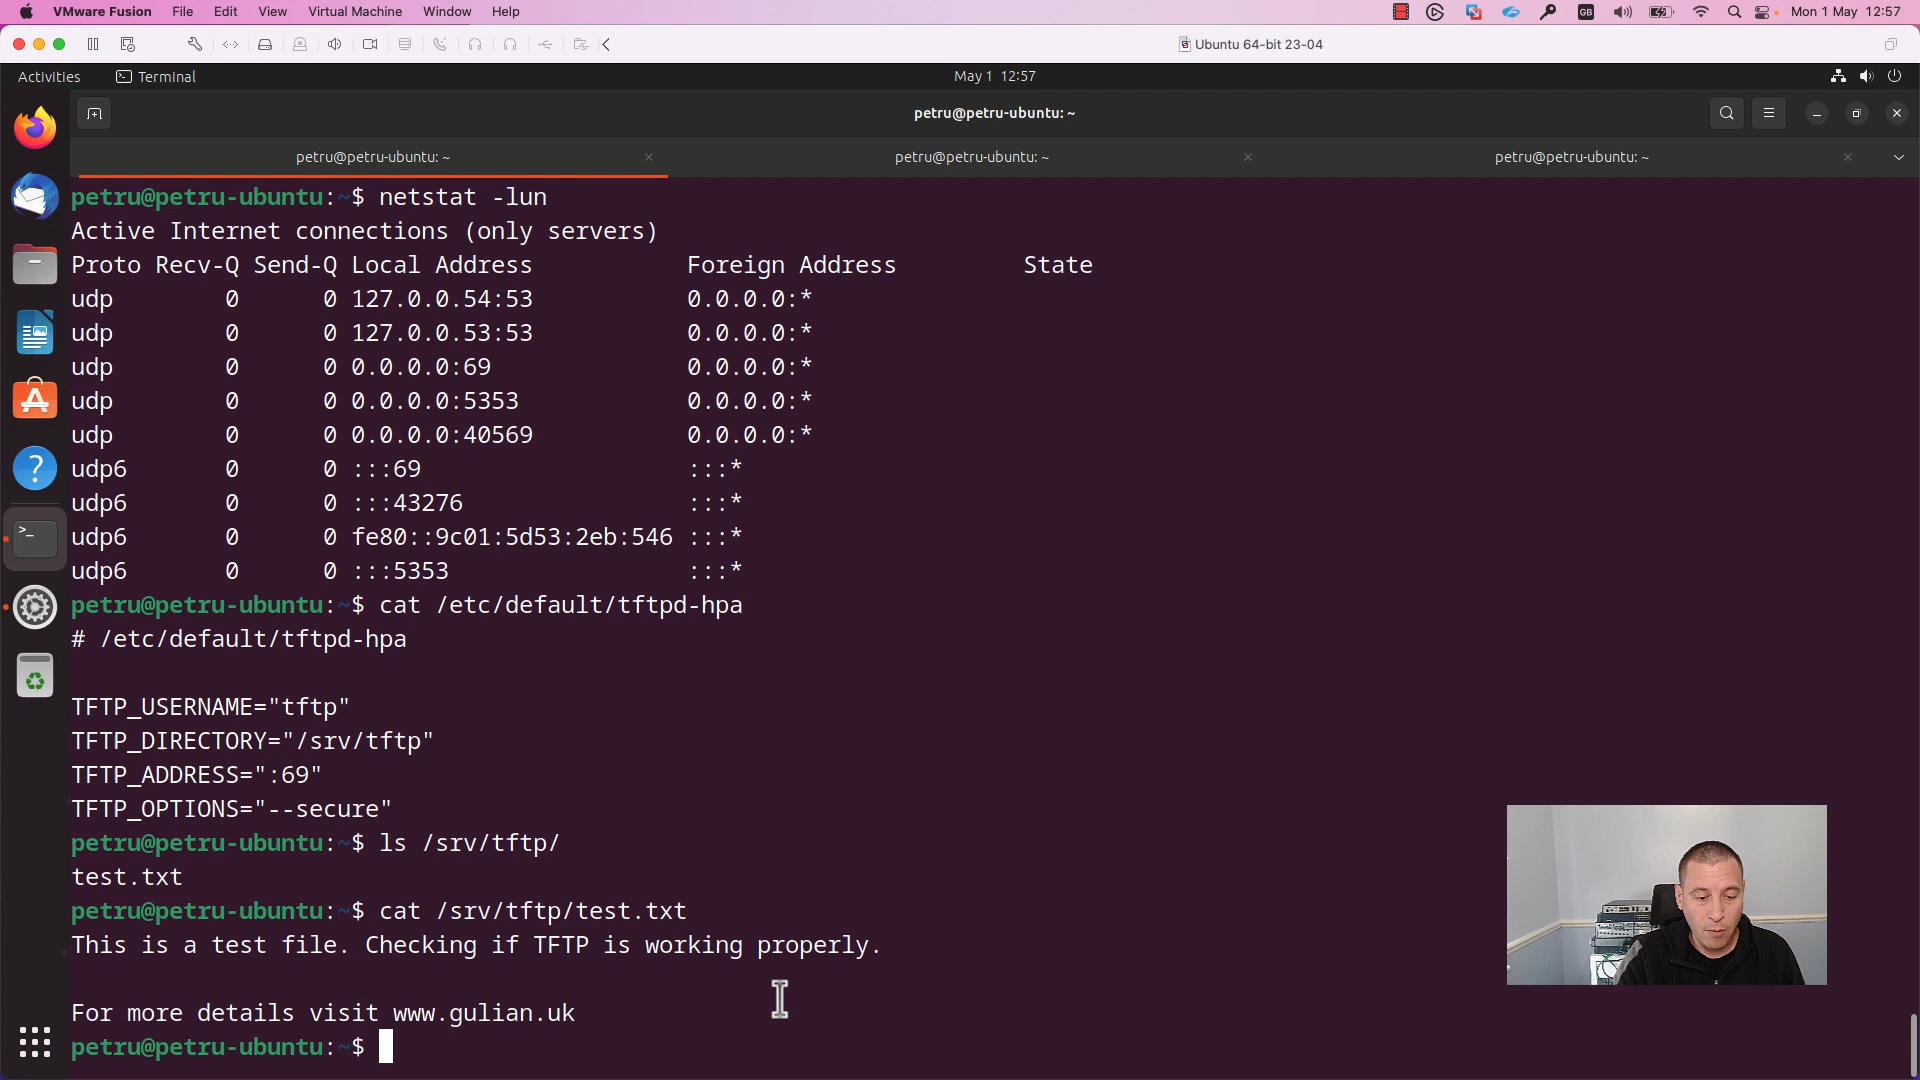 VMware Fusion File Edit View Virtual Machine Window Help GB Mon 1 May 12:57
Ubuntu 64-bit 23-04
Activities Terminal May 1 12:57
petru@petru-ubuntu: ~
petru@petru-ubuntu: ~ petru@petru-ubuntu: ~ petru@petru-ubuntu: ~
petru@petru-ubuntu:~$ netstat -lun
Active Internet connections (only servers)
Proto Recv-Q Send-Q Local Address Foreign Address State
udp 0 0 127.0.0.54:53 0.0.0.0:*
udp 0 0 127.0.0.53:53 0.0.0.0:*
udp 0 0 0.0.0.0:69 0.0.0.0:*
udp 0 0 0.0.0.0:5353 0.0.0.0:*
udp 0 0 0.0.0.0:40569 0.0.0.0:*
udp6 0 0 :::69 :::*
udp6 0 0 :::43276 :::*
udp6 0 0 fe80::9c01:5d53:2eb:546 :::*
udp6 0 0 :::5353 :::*
petru@petru-ubuntu:~$ cat /etc/default/tftpd-hpa
# /etc/default/tftpd-hpa
TFTP_USERNAME="tftp"
TFTP_DIRECTORY="/srv/tftp"
TFTP_ADDRESS=":69"
TFTP_OPTIONS="--secure"
petru@petru-ubuntu:~$ ls /srv/tftp/
test.txt
petru@petru-ubuntu:~$ cat /srv/tftp/test.txt
This is a test file. Checking if TFTP is working properly.
For more details visit www.gulian.uk
petru@petru-ubuntu:~$